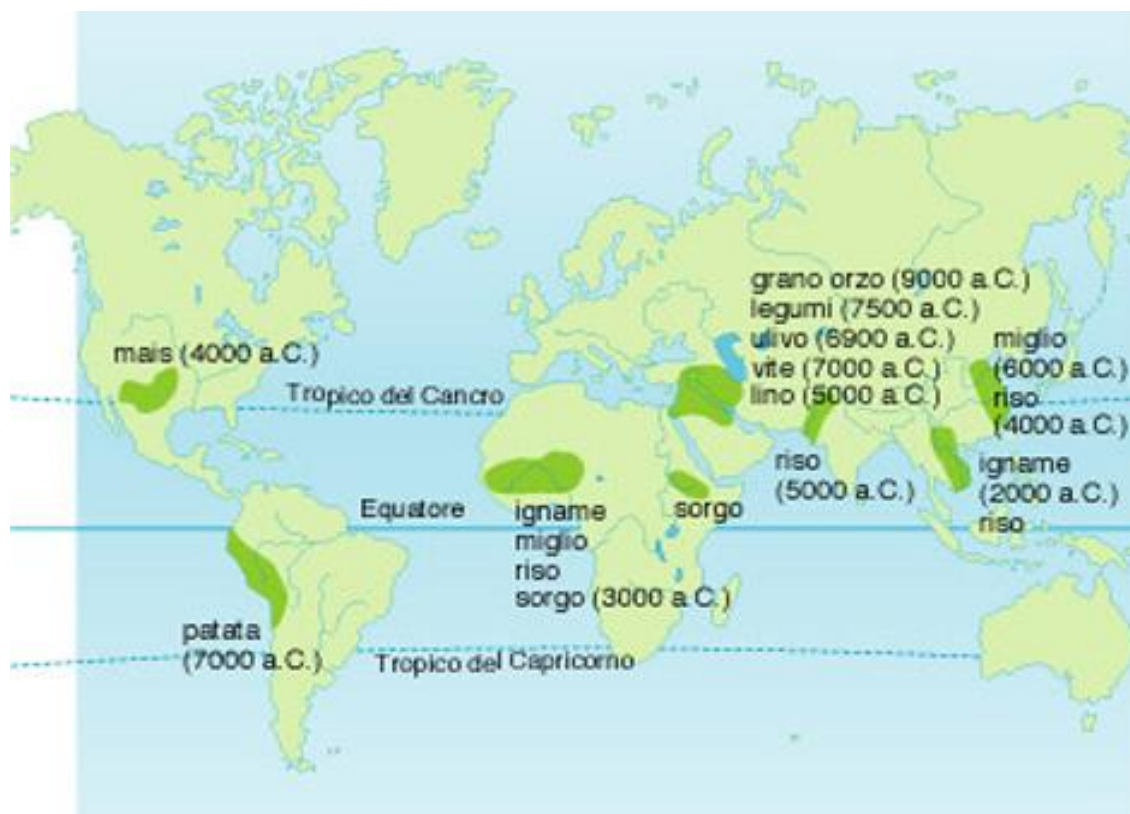 grano orzo (9000 a.C.)
legumi (7500 a.C.)
ulivo (6900 a.C.)
vite (7000 a.C.)
lino (5000 a.C.)
miglio
(6000 a.C.)
riso
(4000 a.C.)
mais (4000 a.C.)
Tropico del Cancro
riso
(5000 a.C.)
igname
(2000 a.C.)
riso
Equatore
igname
miglio
riso
sorgo (3000 a.C.)
sorgo
patata
(7000 a.C.)
Tropico del Capricorno